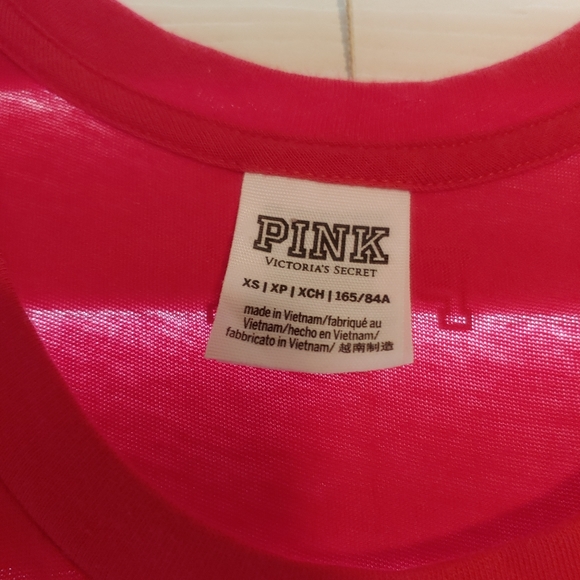 PINK
VICTORIA'S SECRET
XS | XP | XCH | 165/84A
made in Vietnam/fabriqué au
Vietnam/hecho en Vietnam/
fabbricato in Vietnam/ 越南制造